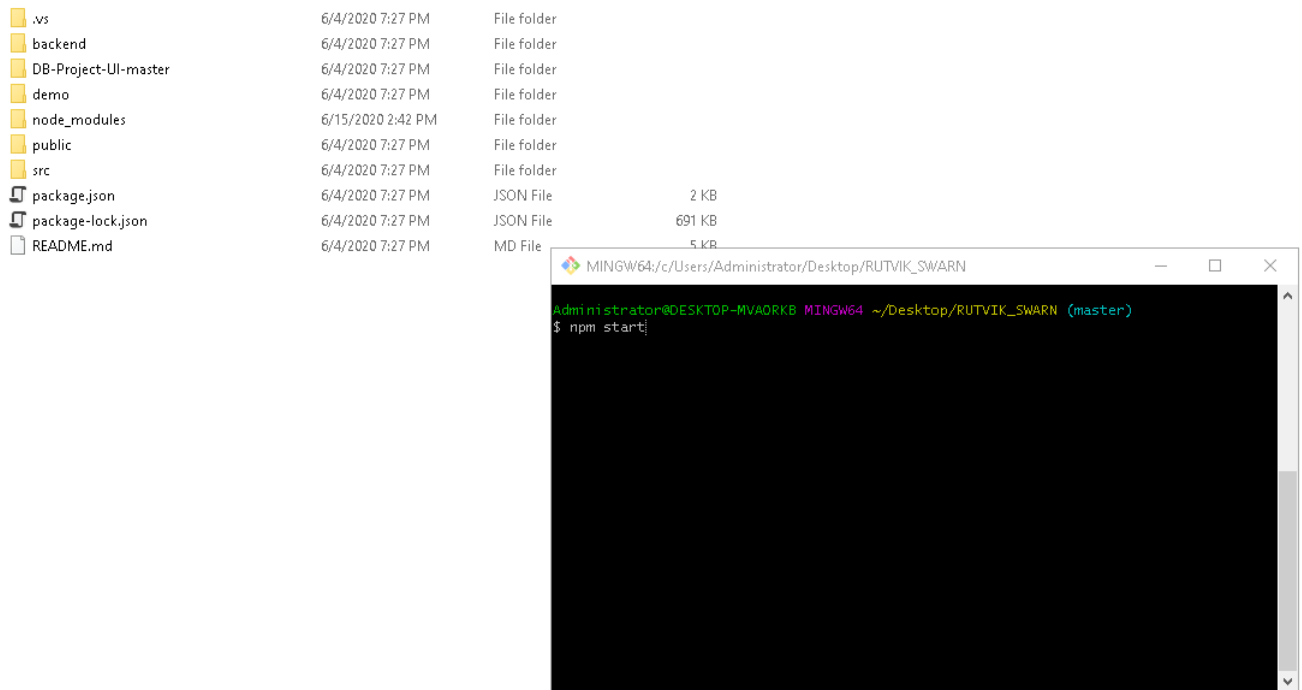 .vs 6/4/2020 7:27 PM File folder
backend 6/4/2020 7:27 PM File folder
DB-Project-UI-master 6/4/2020 7:27 PM File folder
demo 6/4/2020 7:27 PM File folder
node_modules 6/15/2020 2:42 PM File folder
public 6/4/2020 7:27 PM File folder
src 6/4/2020 7:27 PM File folder
package.json 6/4/2020 7:27 PM JSON File 2 KB
package-lock.json 6/4/2020 7:27 PM JSON File 691 KB
README.md 6/4/2020 7:27 PM MD File 5 KB
MINGW64:/c/Users/Administrator/Desktop/RUTVIK_SWARN
Administrator@DESKTOP-MVAORKB MINGW64 ~/Desktop/RUTVIK_SWARN (master)
$ npm start